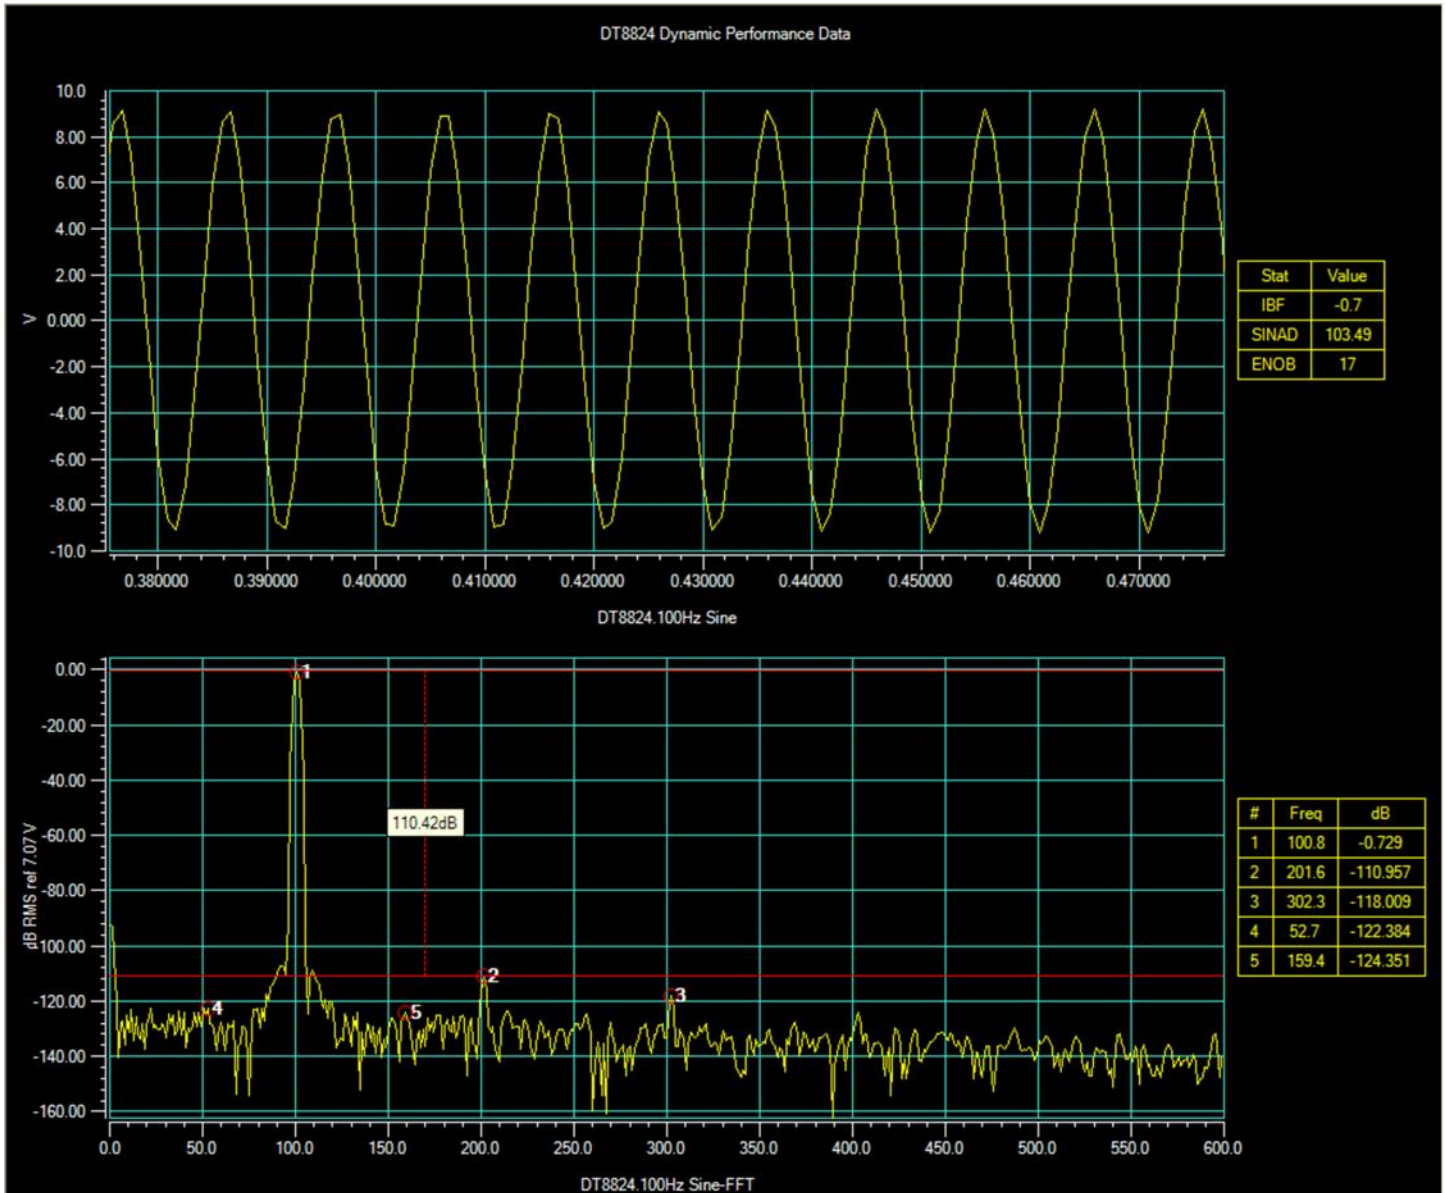 DT8824 Dynamic Performance Data
10.0
8.00
6.00
4.00
2.00
0.000
-2.00
-4.00
-6.00
-8.00
-10.0
V
0.380000 0.390000 0.400000 0.410000 0.420000 0.430000 0.440000 0.450000 0.460000 0.470000
DT8824.100Hz Sine
Stat Value
IBF -0.7
SINAD 103.49
ENOB 17
0.00
-20.00
-40.00
-60.00
-80.00
-100.00
-120.00
-140.00
-160.00
dB RMS ref 7.07 V
1
110.42dB
2
3
4
5
0.0 50.0 100.0 150.0 200.0 250.0 300.0 350.0 400.0 450.0 500.0 550.0 600.0
DT8824.100Hz Sine-FFT
# Freq dB
1 100.8 -0.729
2 201.6 -110.957
3 302.3 -118.009
4 52.7 -122.384
5 159.4 -124.351